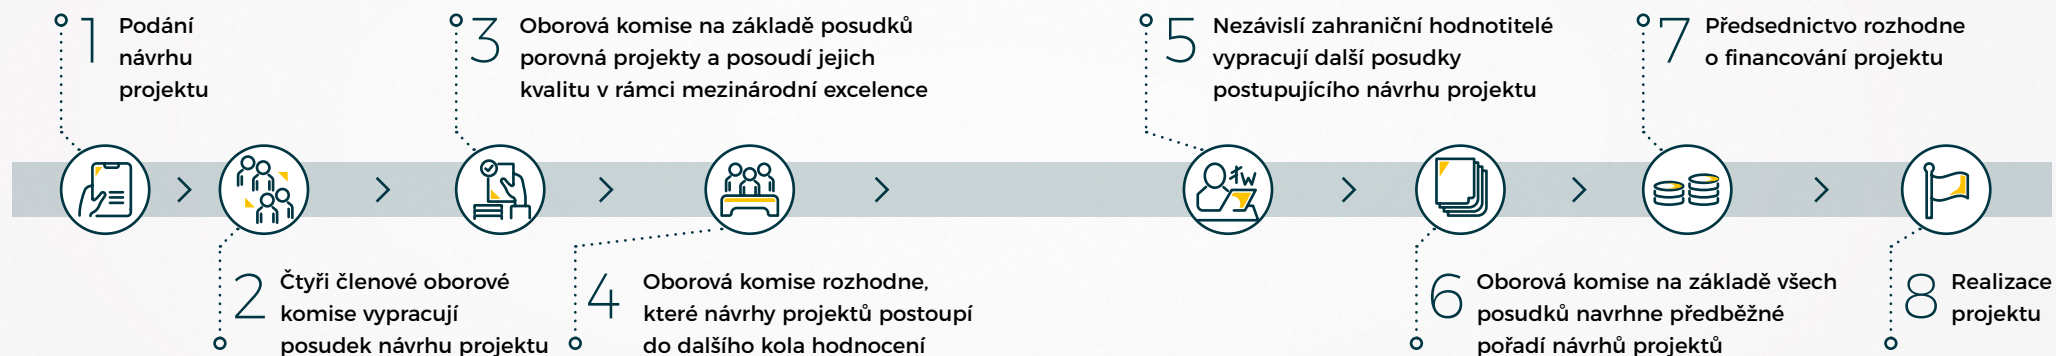 1
Podání
návrhu
projektu
2
Čtyři členové oborové
komise vypracují
posudek návrhu projektu
3
Oborová komise na základě posudků
porovná projekty a posoudí jejich
kvalitu v rámci mezinárodní excelence
4
Oborová komise rozhodne,
které návrhy projektů postoupí
do dalšího kola hodnocení
5
Nezávislí zahraniční hodnotitelé
vypracují další posudky
postupujícího návrhu projektu
6
Oborová komise na základě všech
posudků navrhne předběžné
pořadí návrhů projektů
7
Předsednictvo rozhodne
o financování projektu
8
Realizace
projektu